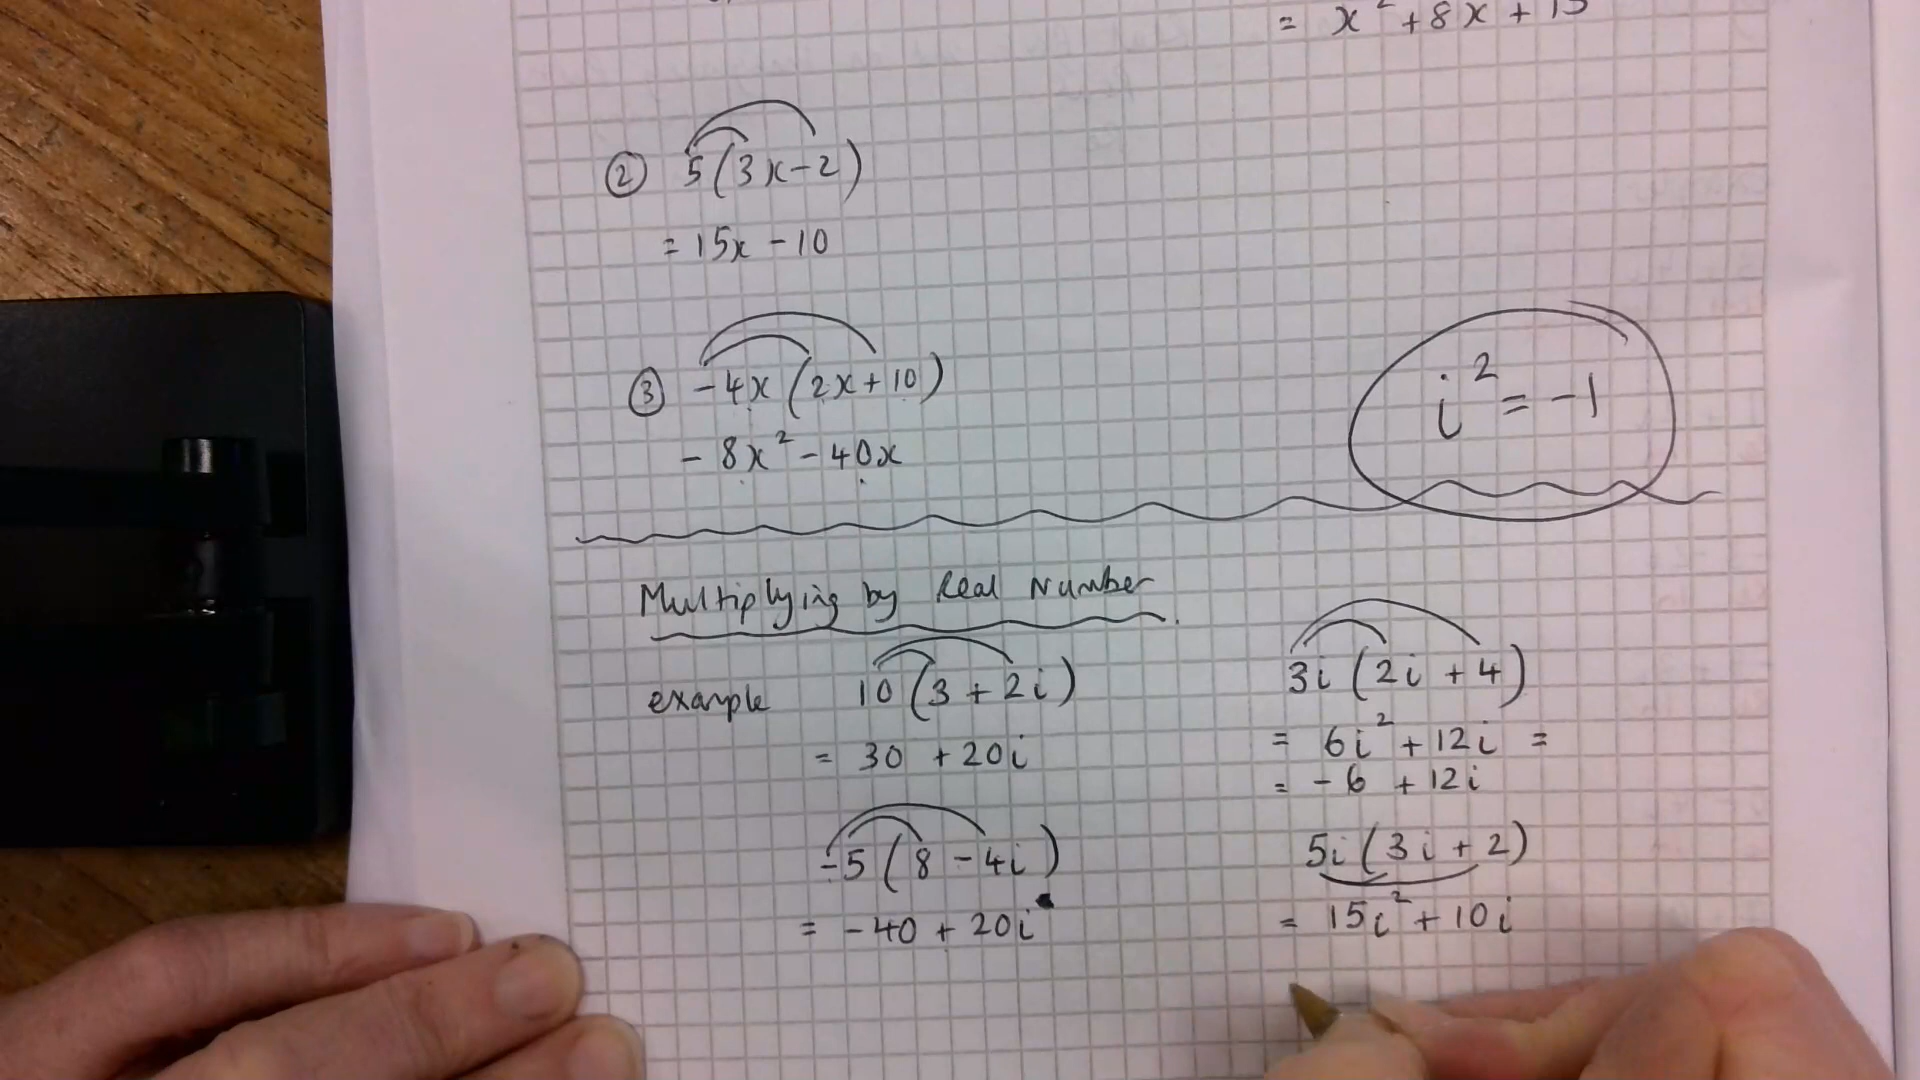 = x² + 8x + 15
② 5(3x-2)
= 15x - 10
③ -4x(2x+10)
- 8x² - 40x
i² = -1
Multiplying by Real Number.
example 10(3+2i)
= 30 + 20i
-5(8-4i)
= -40 + 20i
3i(2i+4)
= 6i² + 12i =
= -6 + 12i
5i(3i+2)
= 15i² + 10i